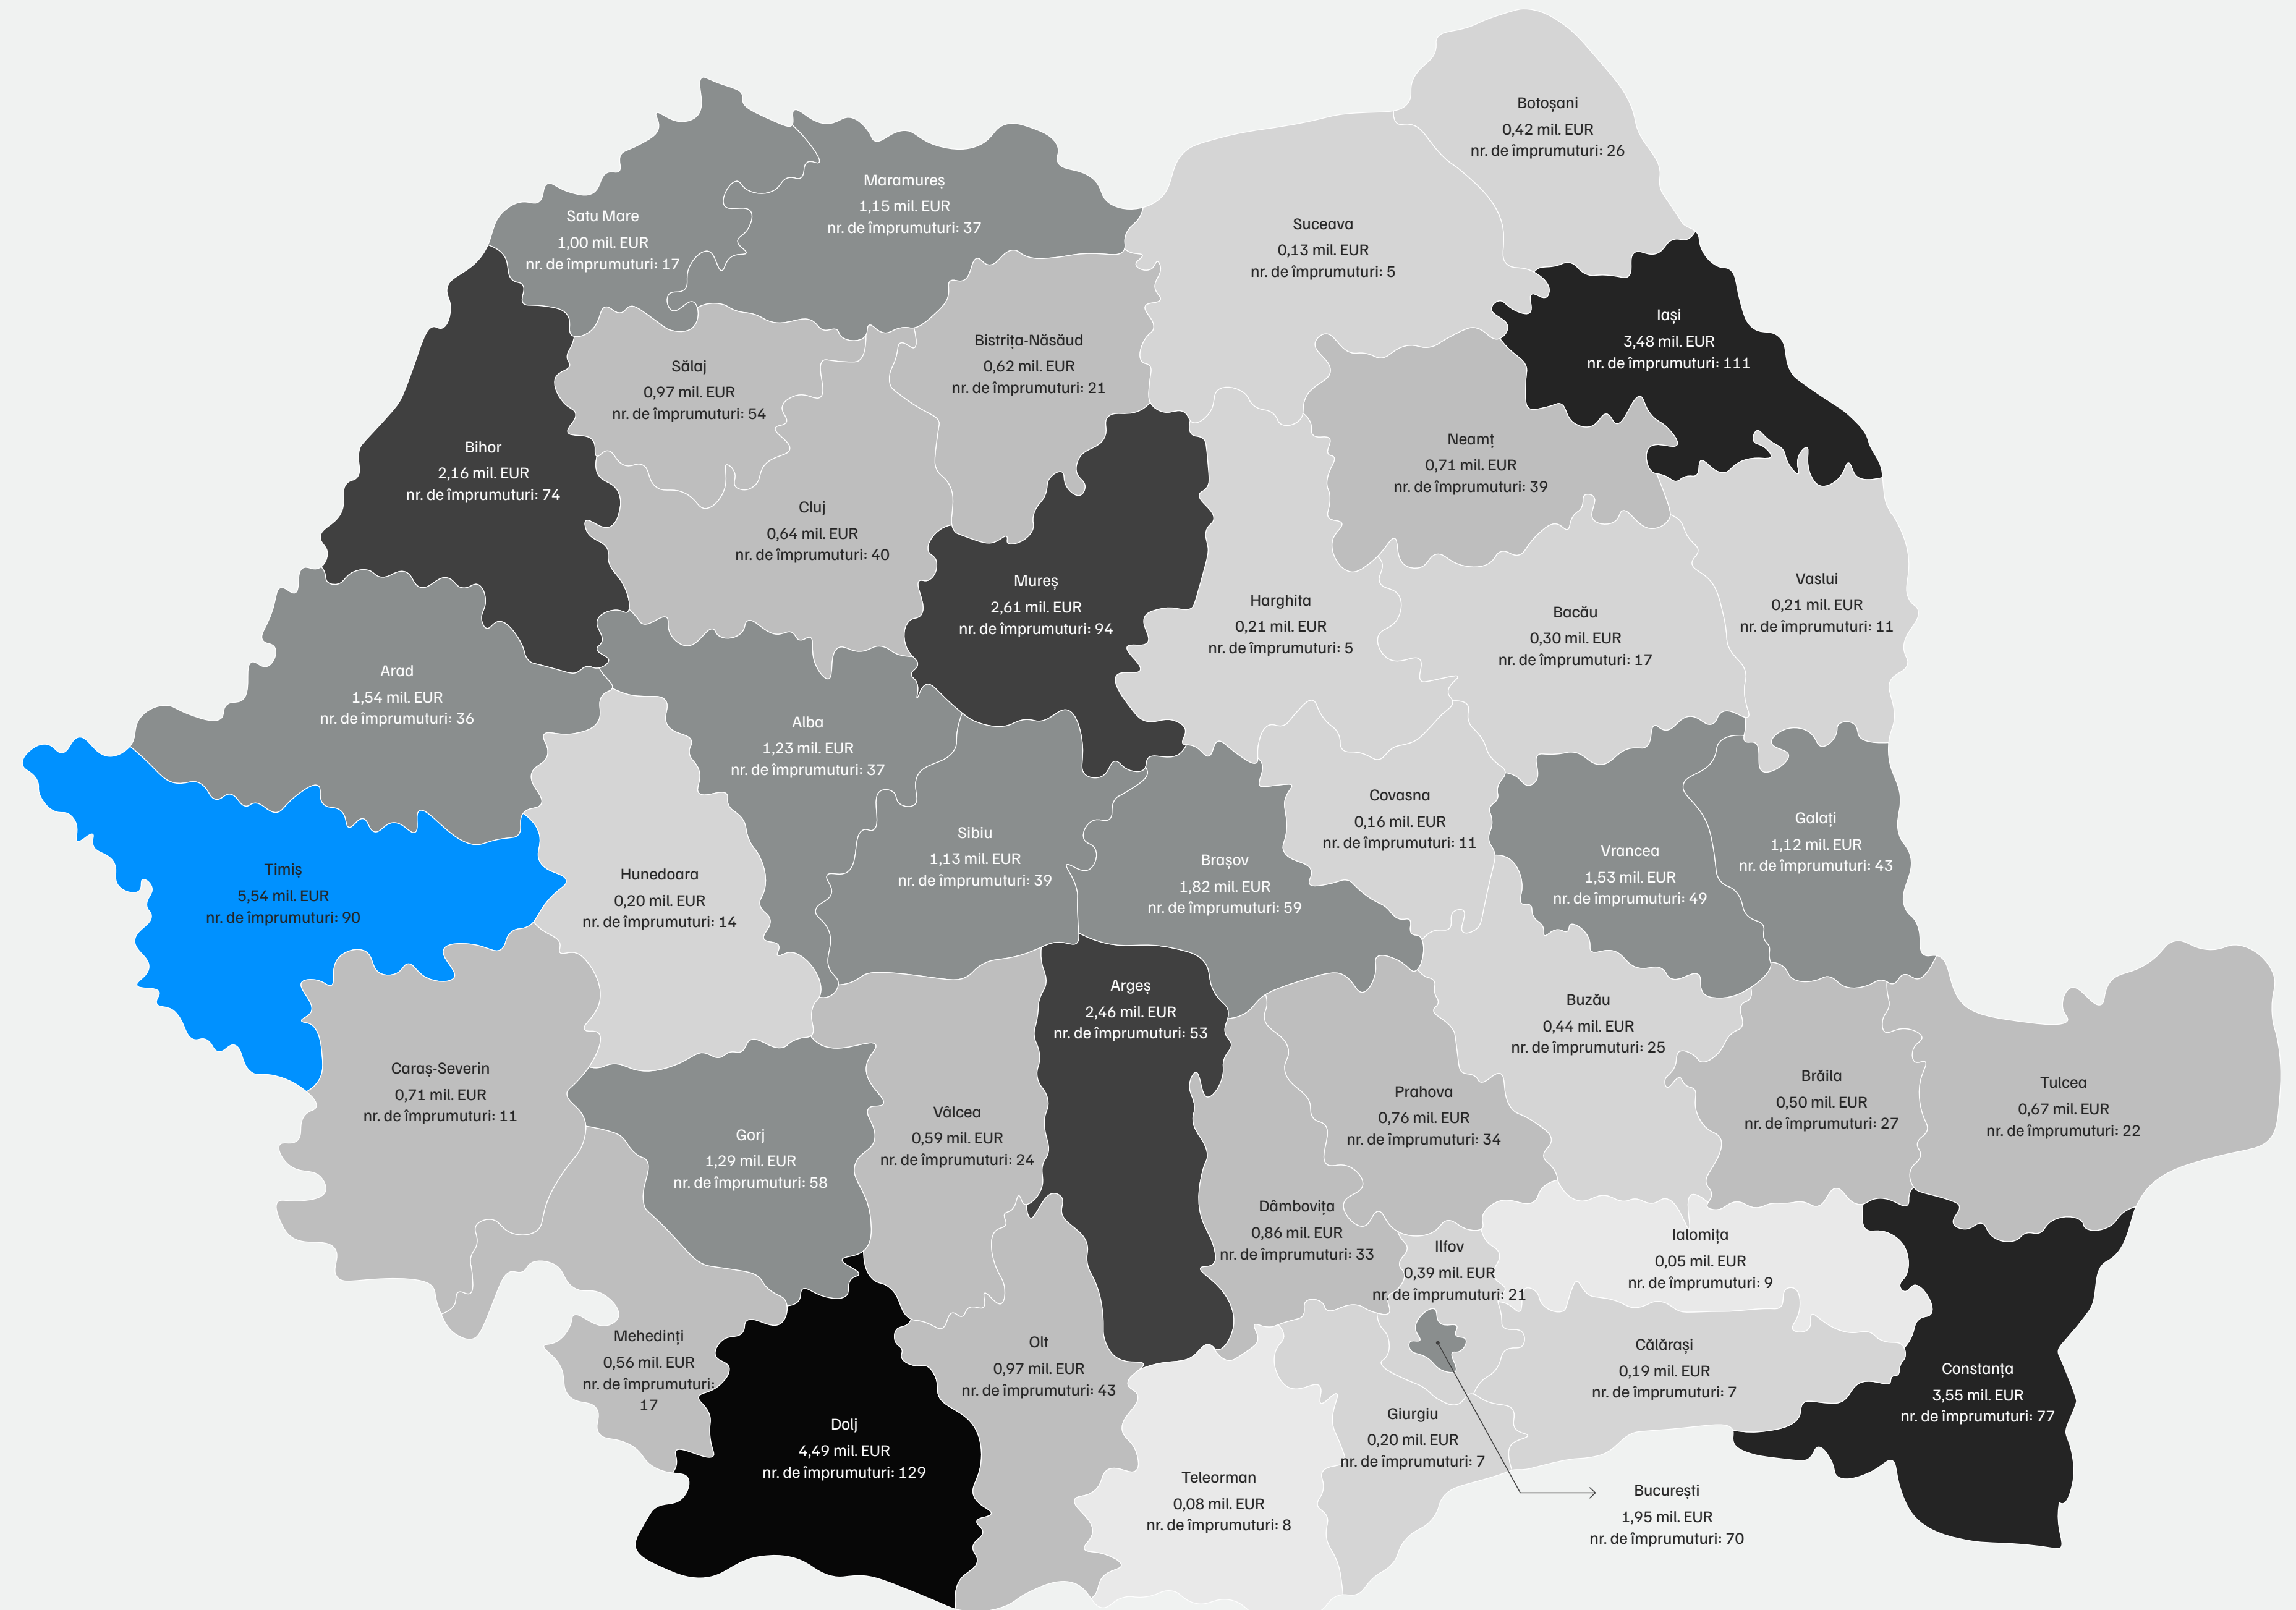 Botoșani
0,42 mil. EUR
nr. de împrumuturi: 26
Maramureș
1,15 mil. EUR
nr. de împrumuturi: 37
Satu Mare
1,00 mil. EUR
nr. de împrumuturi: 17
Suceava
0,13 mil. EUR
nr. de împrumuturi: 5
Iași
3,48 mil. EUR
nr. de împrumuturi: 111
Bistrița-Năsăud
0,62 mil. EUR
nr. de împrumuturi: 21
Sălaj
0,97 mil. EUR
nr. de împrumuturi: 54
Bihor
2,16 mil. EUR
nr. de împrumuturi: 74
Neamț
0,71 mil. EUR
nr. de împrumuturi: 39
Cluj
0,64 mil. EUR
nr. de împrumuturi: 40
Mureș
2,61 mil. EUR
nr. de împrumuturi: 94
Harghita
0,21 mil. EUR
nr. de împrumuturi: 5
Bacău
0,30 mil. EUR
nr. de împrumuturi: 17
Vaslui
0,21 mil. EUR
nr. de împrumuturi: 11
Arad
1,54 mil. EUR
nr. de împrumuturi: 36
Alba
1,23 mil. EUR
nr. de împrumuturi: 37
Covasna
0,16 mil. EUR
nr. de împrumuturi: 11
Galați
1,12 mil. EUR
nr. de împrumuturi: 43
Sibiu
1,13 mil. EUR
nr. de împrumuturi: 39
Brașov
1,82 mil. EUR
nr. de împrumuturi: 59
Vrancea
1,53 mil. EUR
nr. de împrumuturi: 49
Timiș
5,54 mil. EUR
nr. de împrumuturi: 90
Hunedoara
0,20 mil. EUR
nr. de împrumuturi: 14
Argeș
2,46 mil. EUR
nr. de împrumuturi: 53
Buzău
0,44 mil. EUR
nr. de împrumuturi: 25
Caraș-Severin
0,71 mil. EUR
nr. de împrumuturi: 11
Brăila
0,50 mil. EUR
nr. de împrumuturi: 27
Tulcea
0,67 mil. EUR
nr. de împrumuturi: 22
Prahova
0,76 mil. EUR
nr. de împrumuturi: 34
Vâlcea
0,59 mil. EUR
nr. de împrumuturi: 24
Gorj
1,29 mil. EUR
nr. de împrumuturi: 58
Dâmbovița
0,86 mil. EUR
nr. de împrumuturi: 33
Ilfov
0,39 mil. EUR
nr. de împrumuturi: 21
Ialomița
0,05 mil. EUR
nr. de împrumuturi: 9
Mehedinți
0,56 mil. EUR
nr. de împrumuturi:
17
Olt
0,97 mil. EUR
nr. de împrumuturi: 43
Călărași
0,19 mil. EUR
nr. de împrumuturi: 7
Constanța
3,55 mil. EUR
nr. de împrumuturi: 77
Dolj
4,49 mil. EUR
nr. de împrumuturi: 129
Giurgiu
0,20 mil. EUR
nr. de împrumuturi: 7
Teleorman
0,08 mil. EUR
nr. de împrumuturi: 8
București
1,95 mil. EUR
nr. de împrumuturi: 70